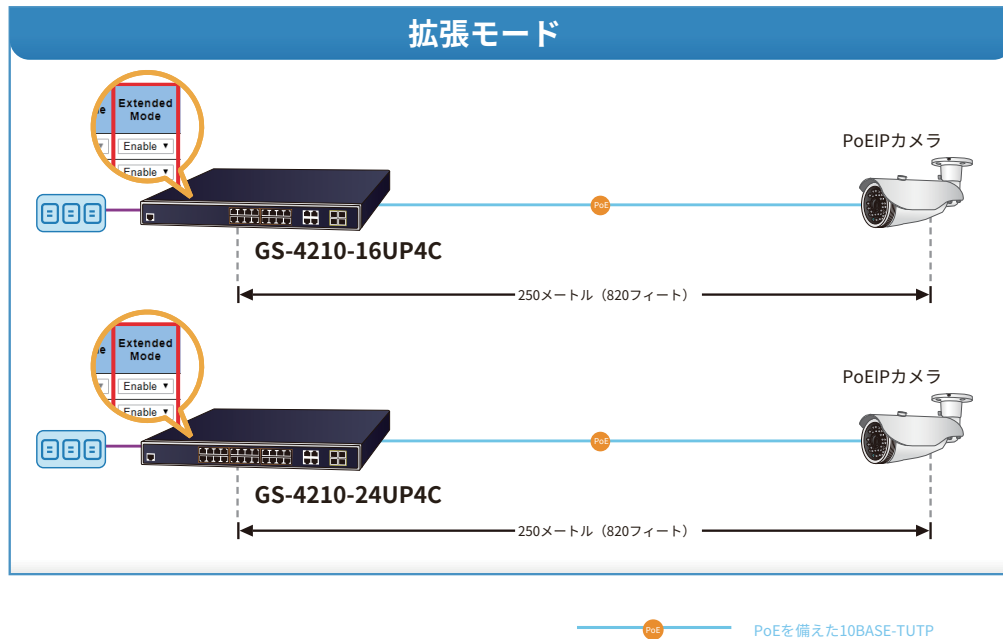 拡張モード
e
Extended
Mode
Enable
Enable
PoEIPカメラ
PoE
GS-4210-16UP4C
250メートル（820フィート）
e
Extended
Mode
Enable
Enable
PoEIPカメラ
PoE
GS-4210-24UP4C
250メートル（820フィート）
PoE
PoEを備えた10BASE-TUTP